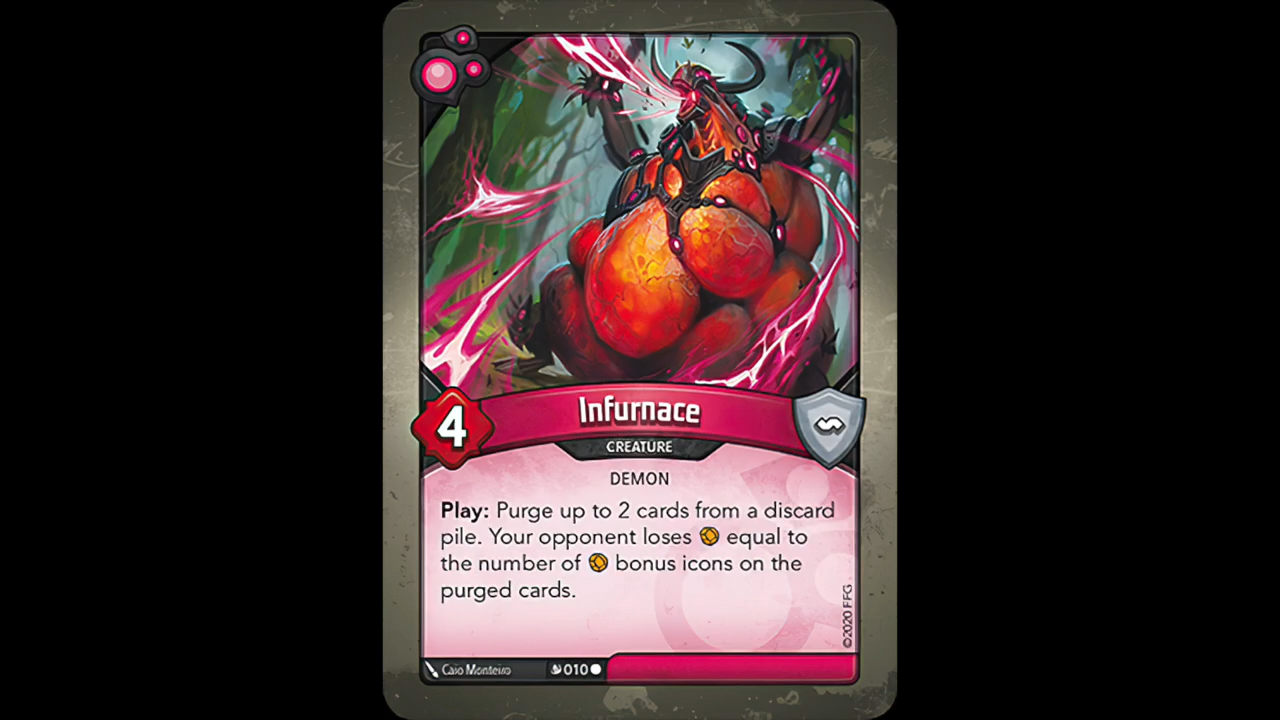 4
Infurnace
CREATURE
DEMON
Play: Purge up to 2 cards from a discard
pile. Your opponent loses equal to
the number of bonus icons on the
purged cards.
©2020 FFG
Caio Monteiro
010